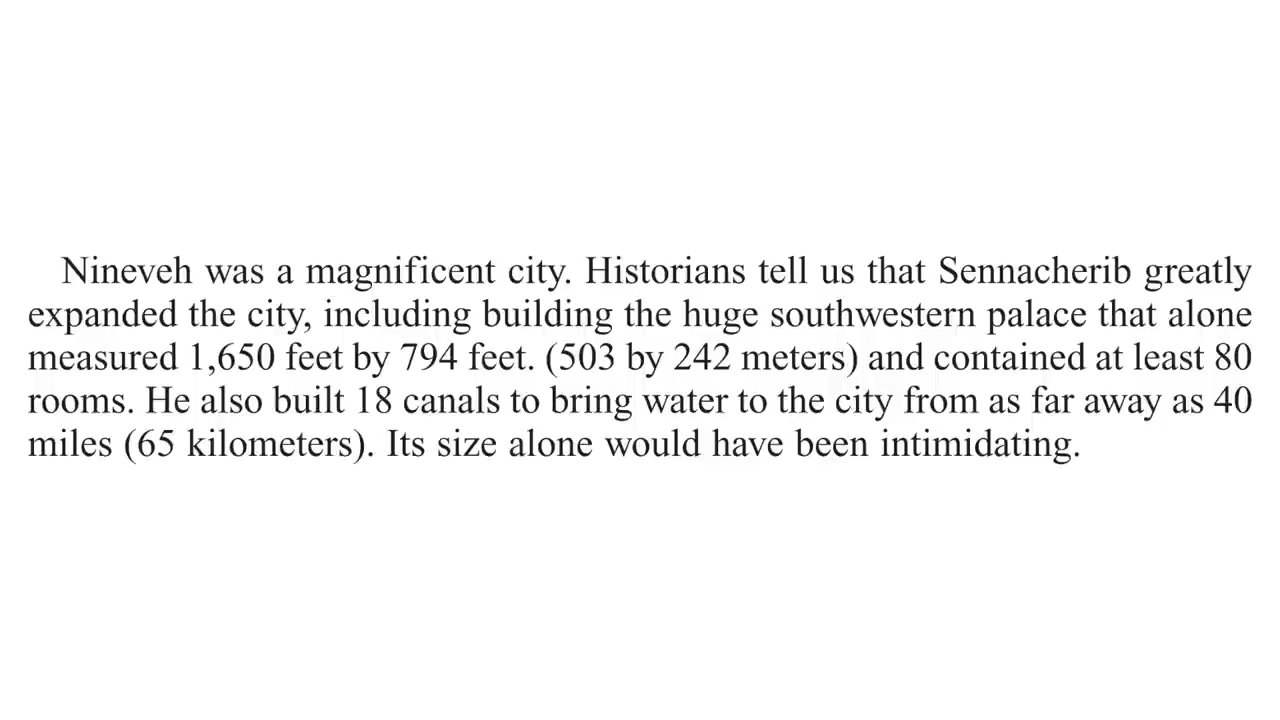 Nineveh was a magnificent city. Historians tell us that Sennacherib greatly
expanded the city, including building the huge southwestern palace that alone
measured 1,650 feet by 794 feet. (503 by 242 meters) and contained at least 80
rooms. He also built 18 canals to bring water to the city from as far away as 40
miles (65 kilometers). Its size alone would have been intimidating.